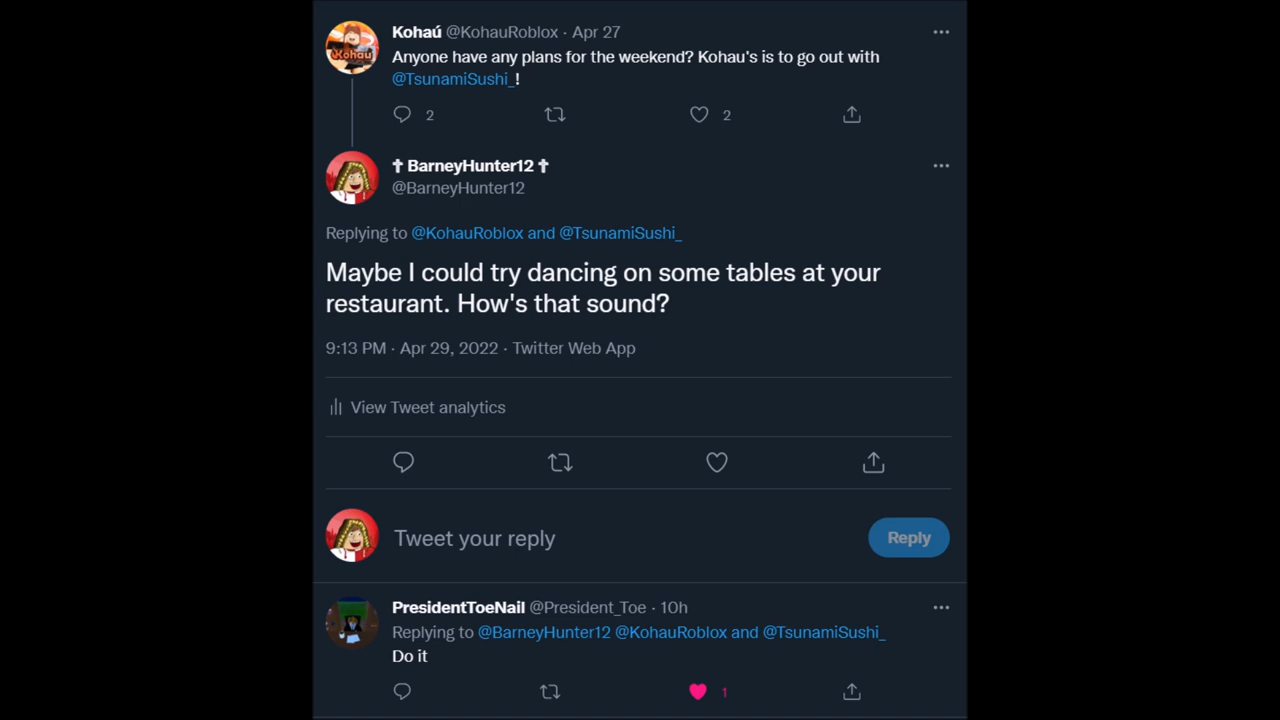 Kohaú @KohauRoblox · Apr 27
Anyone have any plans for the weekend? Kohau's is to go out with
@TsunamiSushi_!
2 2
Kohau
✝ BarneyHunter12 ✝
@BarneyHunter12
Replying to @KohauRoblox and @TsunamiSushi_
Maybe I could try dancing on some tables at your
restaurant. How's that sound?
9:13 PM · Apr 29, 2022 · Twitter Web App
View Tweet analytics
Tweet your reply
Reply
PresidentToeNail @President_Toe · 10h
Replying to @BarneyHunter12 @KohauRoblox and @TsunamiSushi_
Do it
1